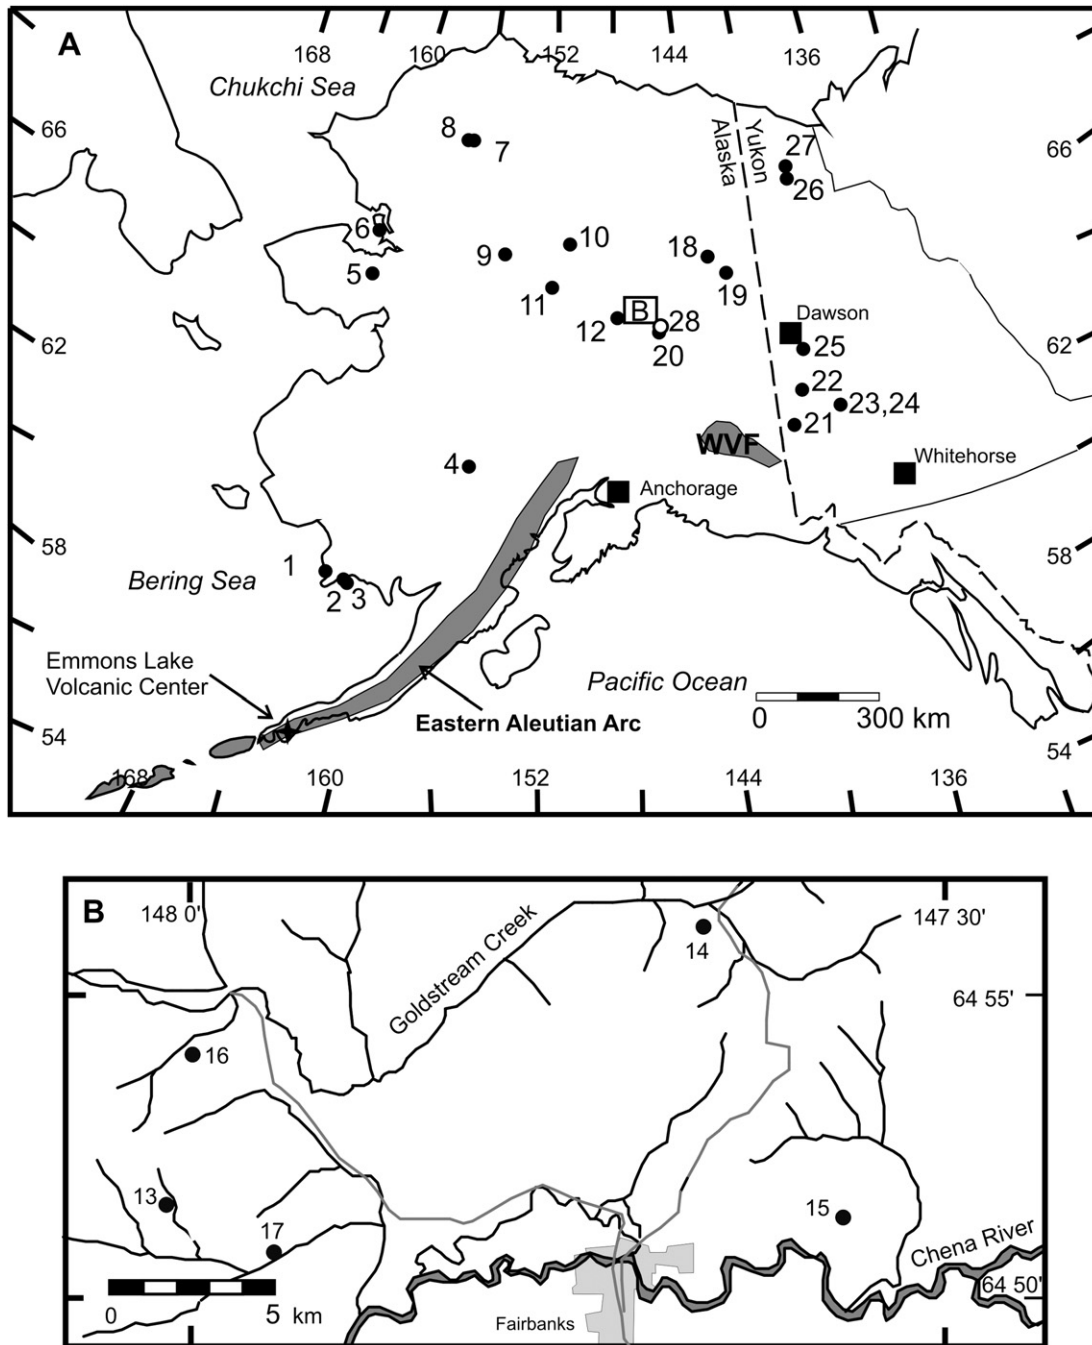 A
168
160
152
144
136
Chukchi Sea
66
66
8
7
27
26
Alaska
Yukon
6
5
9
10
11
18
19
B
12
28
20
Dawson
25
62
62
22
23,24
21
WVF
4
Anchorage
Whitehorse
58
58
1
2
3
Bering Sea
Emmons Lake
Volcanic Center
Pacific Ocean
Eastern Aleutian Arc
0
300 km
54
54
168
160
152
144
136
B
148 0'
147 30'
Goldstream Creek
14
64 55'
16
13
17
15
Chena River
64 50'
0
5 km
Fairbanks